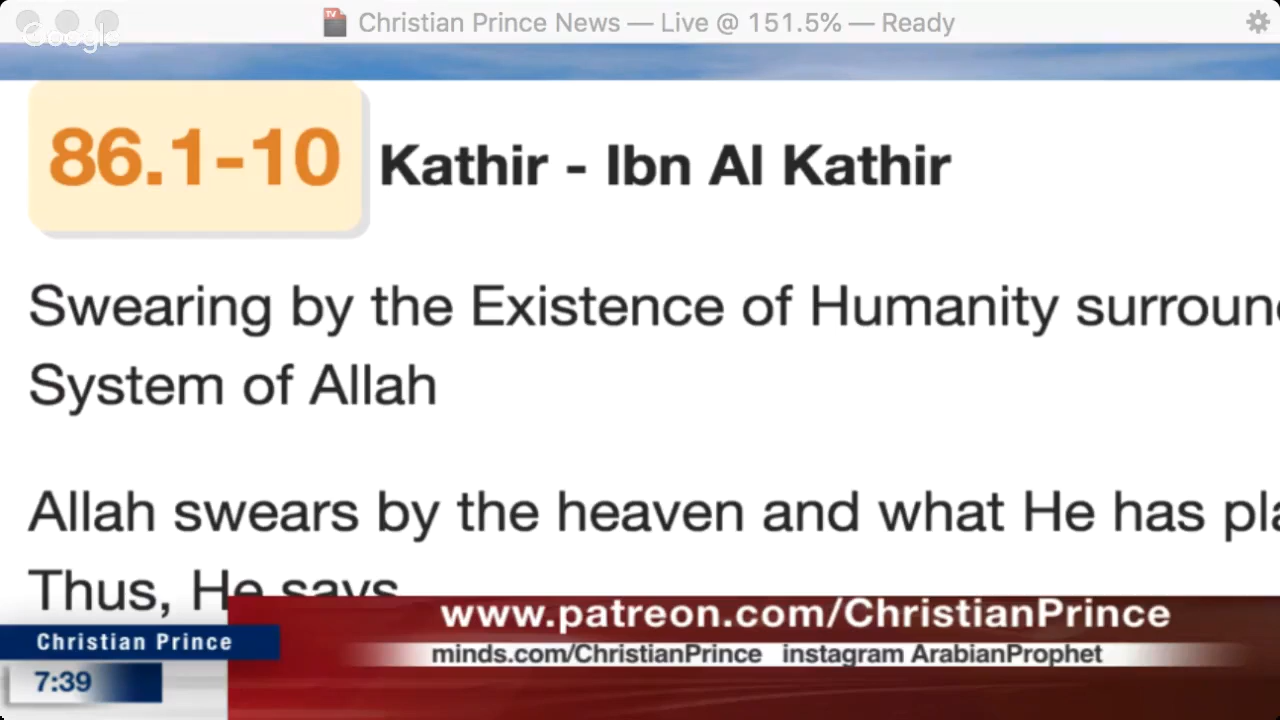 Christian Prince News — Live @ 151.5% — Ready
Google
86.1-10 Kathir - Ibn Al Kathir
Swearing by the Existence of Humanity
System of Allah
Allah swears by the heaven and what He has
Thus, He says
www.patreon.com/ChristianPrince
Christian Prince
minds.com/ChristianPrince instagram ArabianProphet
7:39